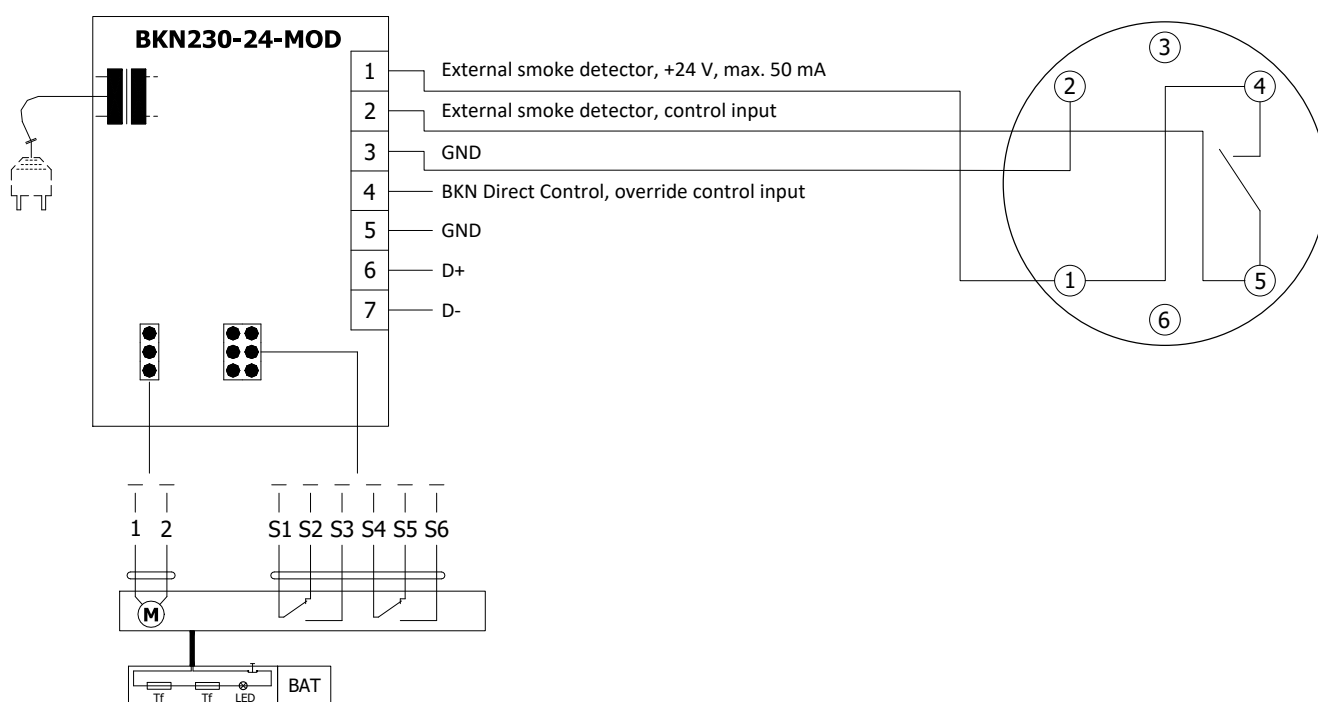 BKN230-24-MOD
1 External smoke detector, +24 V, max. 50 mA
2 External smoke detector, control input
3 GND
4 BKN Direct Control, override control input
5 GND
6 D+
7 D-
3
2 4
1 5
6
1 2 S1 S2 S3 S4 S5 S6
M
Tf Tf LED BAT